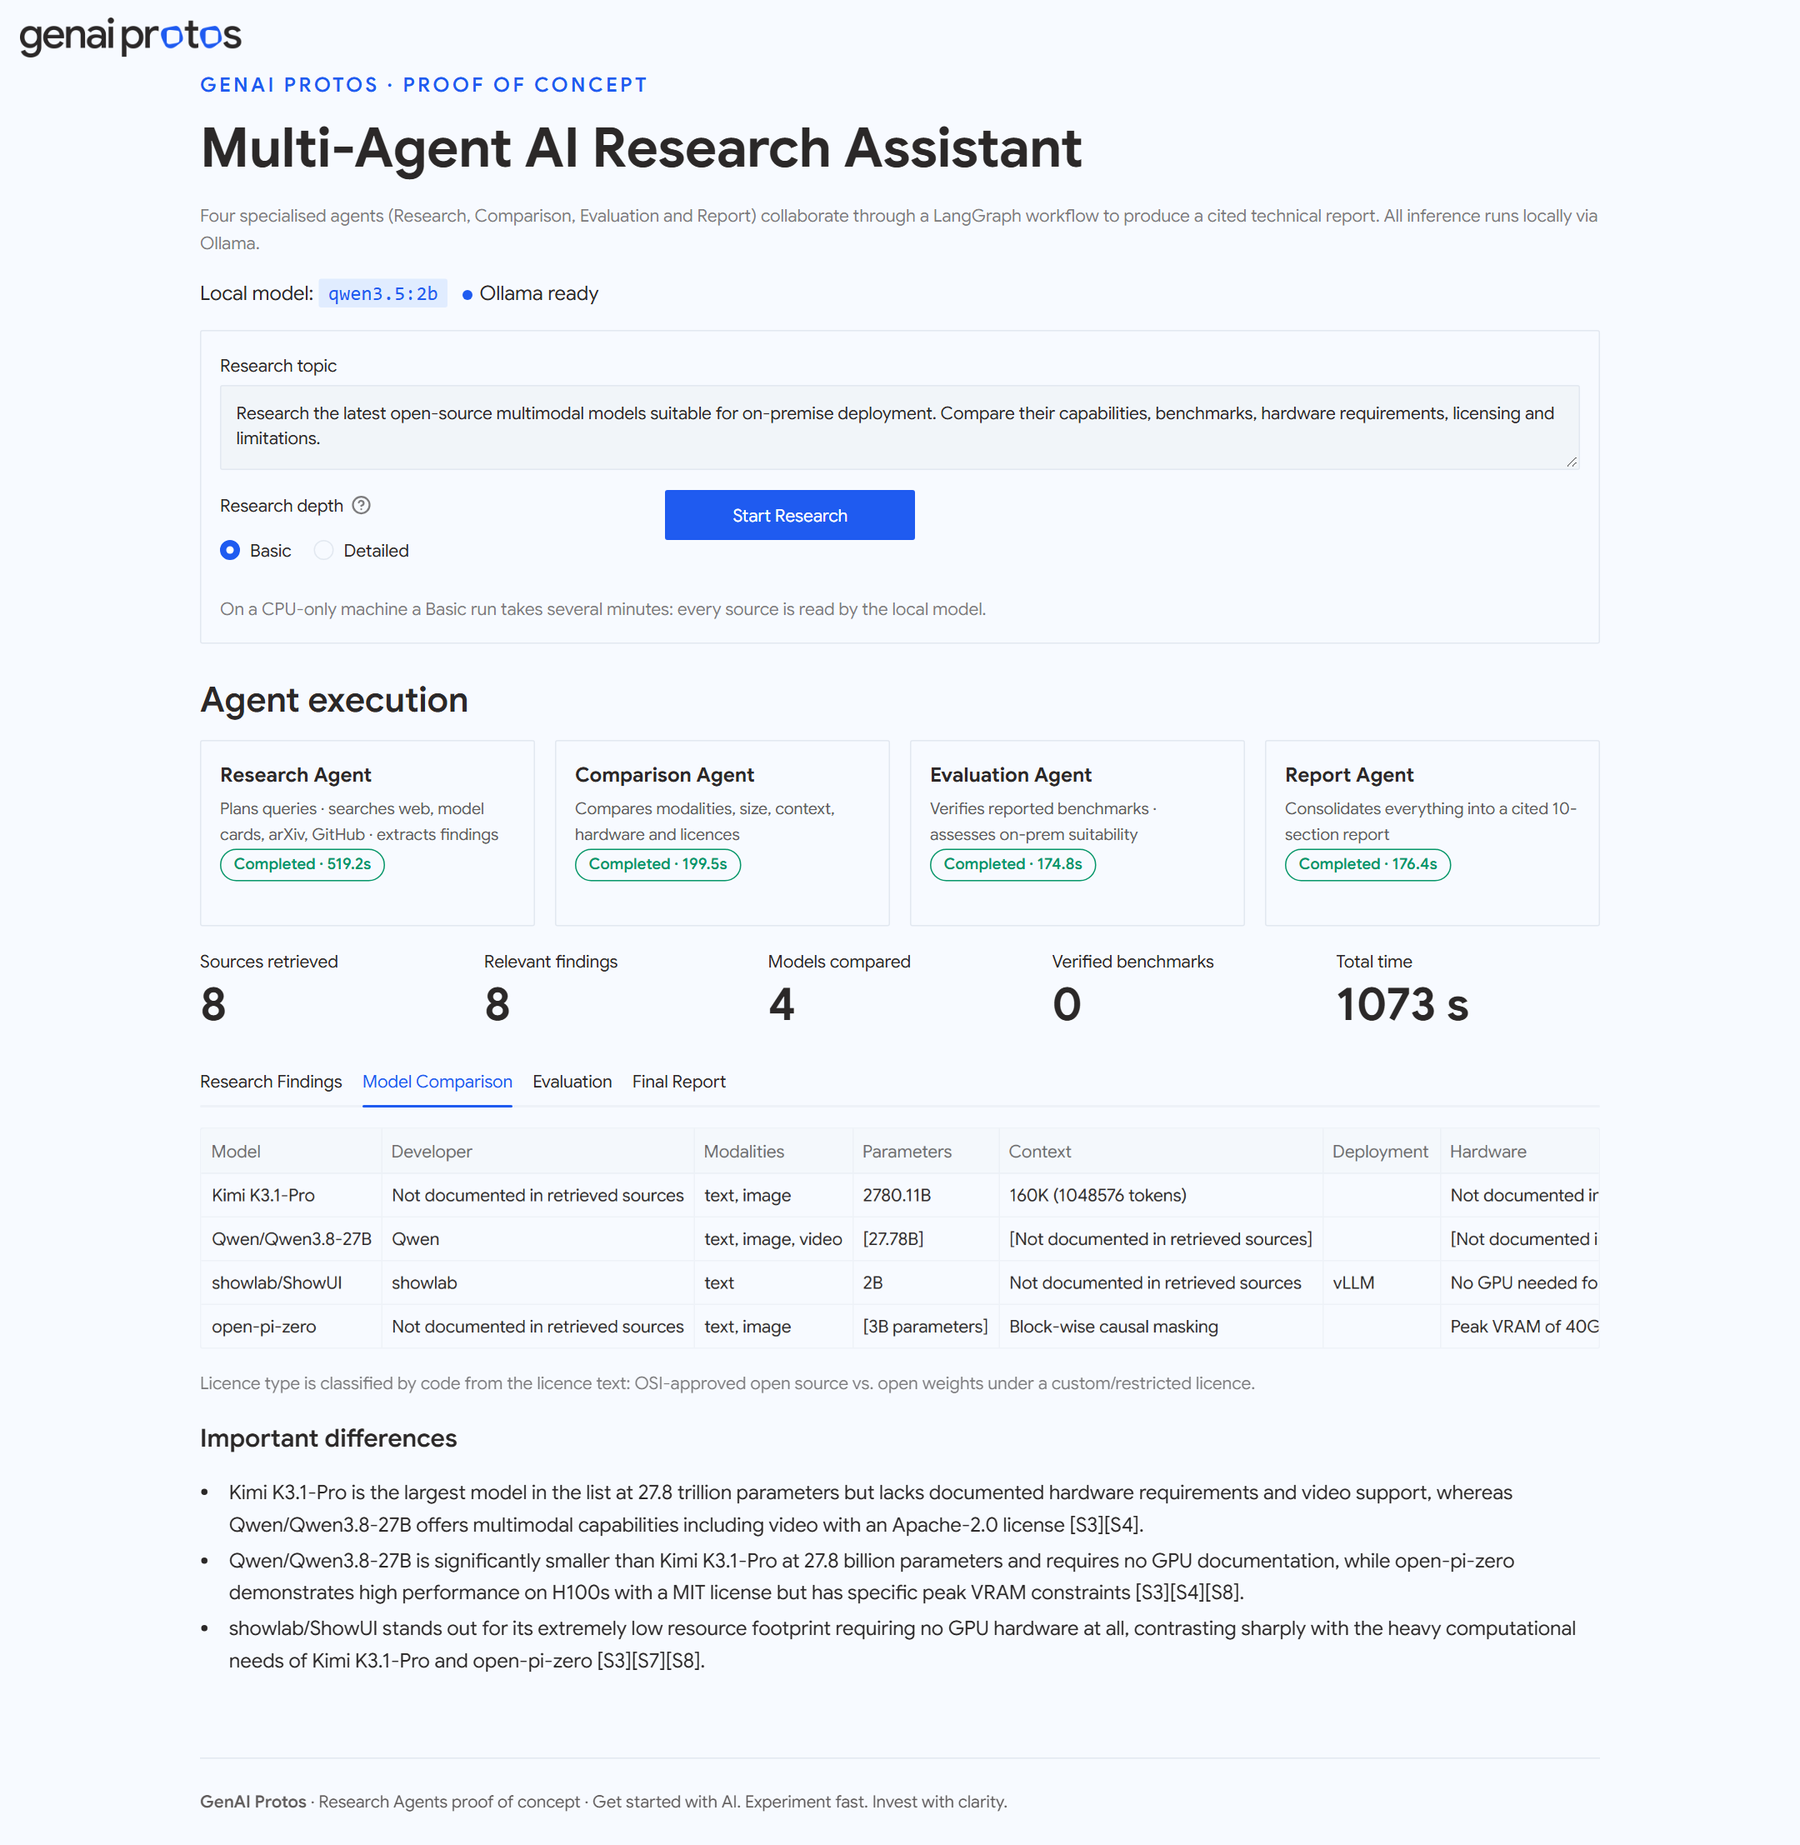 genai protos
GENAI PROTOS · PROOF OF CONCEPT
Multi-Agent AI Research Assistant
Four specialised agents (Research, Comparison, Evaluation and Report) collaborate through a LangGraph workflow to produce a cited technical report. All inference runs locally via
Ollama.
Local model: qwen3.5:2b Ollama ready
Research topic
Research the latest open-source multimodal models suitable for on-premise deployment. Compare their capabilities, benchmarks, hardware requirements, licensing and
limitations.
Research depth ?
Start Research
Basic Detailed
On a CPU-only machine a Basic run takes several minutes: every source is read by the local model.
Agent execution
Research Agent
Plans queries · searches web, model
cards, arXiv, GitHub · extracts findings
Completed · 519.2s
Comparison Agent
Compares modalities, size, context,
hardware and licences
Completed · 199.5s
Evaluation Agent
Verifies reported benchmarks ·
assesses on-prem suitability
Completed · 174.8s
Report Agent
Consolidates everything into a cited 10-
section report
Completed · 176.4s
Sources retrieved
8
Relevant findings
8
Models compared
4
Verified benchmarks
0
Total time
1073 s
Research Findings Model Comparison Evaluation Final Report
Model Developer Modalities Parameters Context Deployment Hardware
Kimi K3.1-Pro Not documented in retrieved sources text, image 2780.11B 160K (1048576 tokens) Not documented ir
Qwen/Qwen3.8-27B Qwen text, image, video [27.78B] [Not documented in retrieved sources] [Not documented i
showlab/ShowUI showlab text 2B Not documented in retrieved sources vLLM No GPU needed fo
open-pi-zero Not documented in retrieved sources text, image [3B parameters] Block-wise causal masking Peak VRAM of 40G
Licence type is classified by code from the licence text: OSI-approved open source vs. open weights under a custom/restricted licence.
Important differences
• Kimi K3.1-Pro is the largest model in the list at 27.8 trillion parameters but lacks documented hardware requirements and video support, whereas
Qwen/Qwen3.8-27B offers multimodal capabilities including video with an Apache-2.0 license [S3][S4].
• Qwen/Qwen3.8-27B is significantly smaller than Kimi K3.1-Pro at 27.8 billion parameters and requires no GPU documentation, while open-pi-zero
demonstrates high performance on H100s with a MIT license but has specific peak VRAM constraints [S3][S4][S8].
• showlab/ShowUI stands out for its extremely low resource footprint requiring no GPU hardware at all, contrasting sharply with the heavy computational
needs of Kimi K3.1-Pro and open-pi-zero [S3][S7][S8].
GenAI Protos · Research Agents proof of concept · Get started with AI. Experiment fast. Invest with clarity.